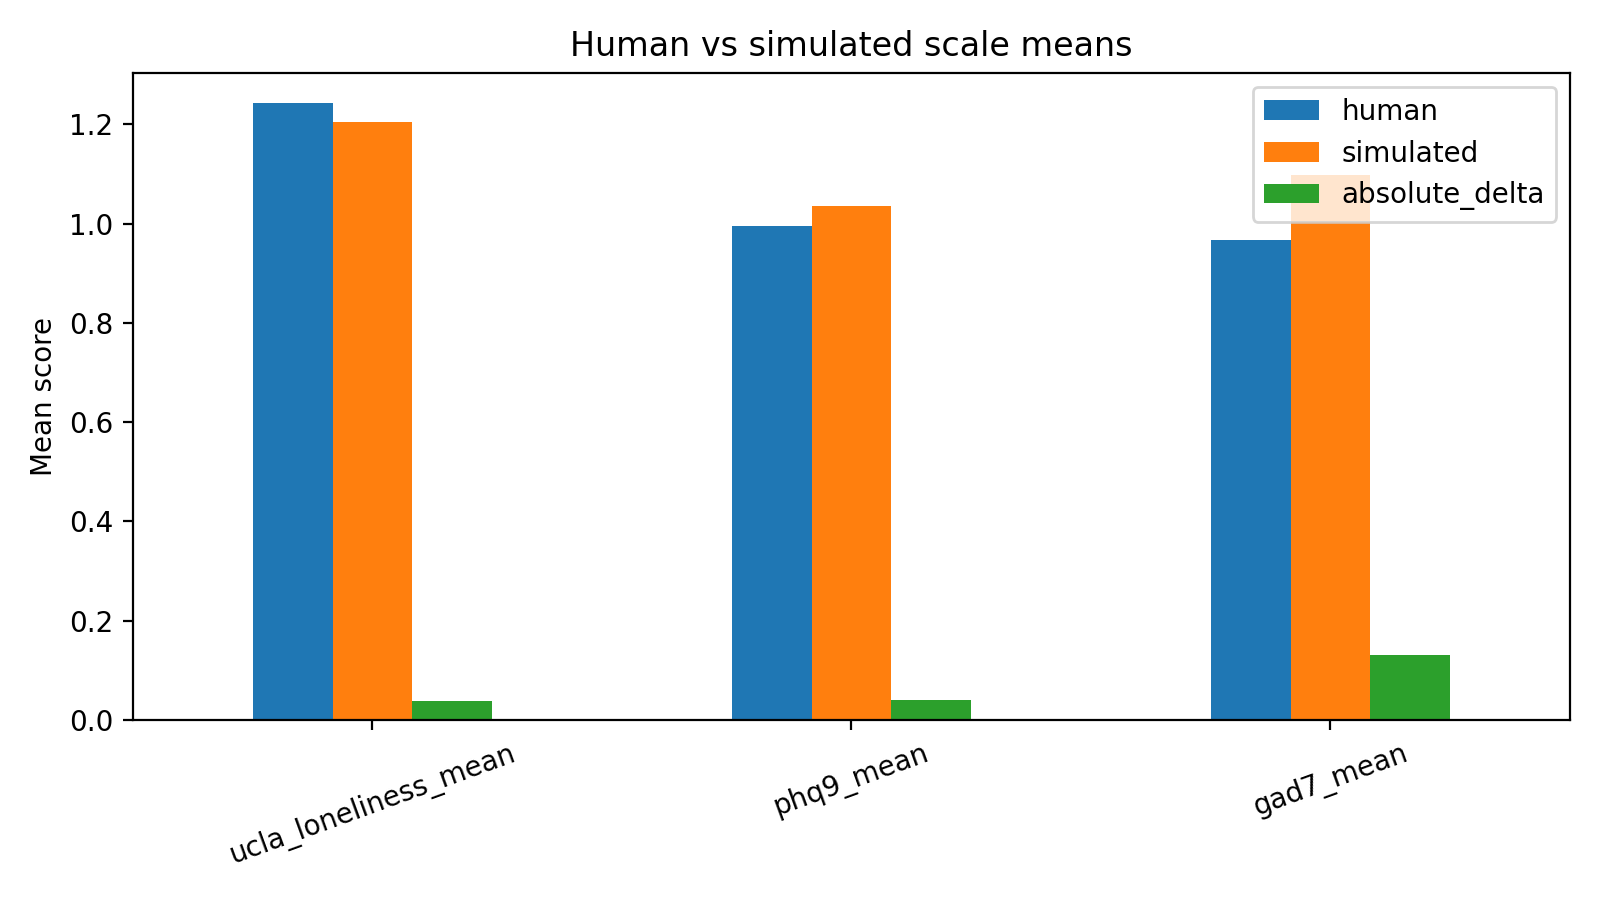 Human vs simulated scale means
human
simulated
absolute_delta
Mean score
1.2
1.0
0.8
0.6
0.4
0.2
0.0
ucla_loneliness_mean
phq9_mean
gad7_mean